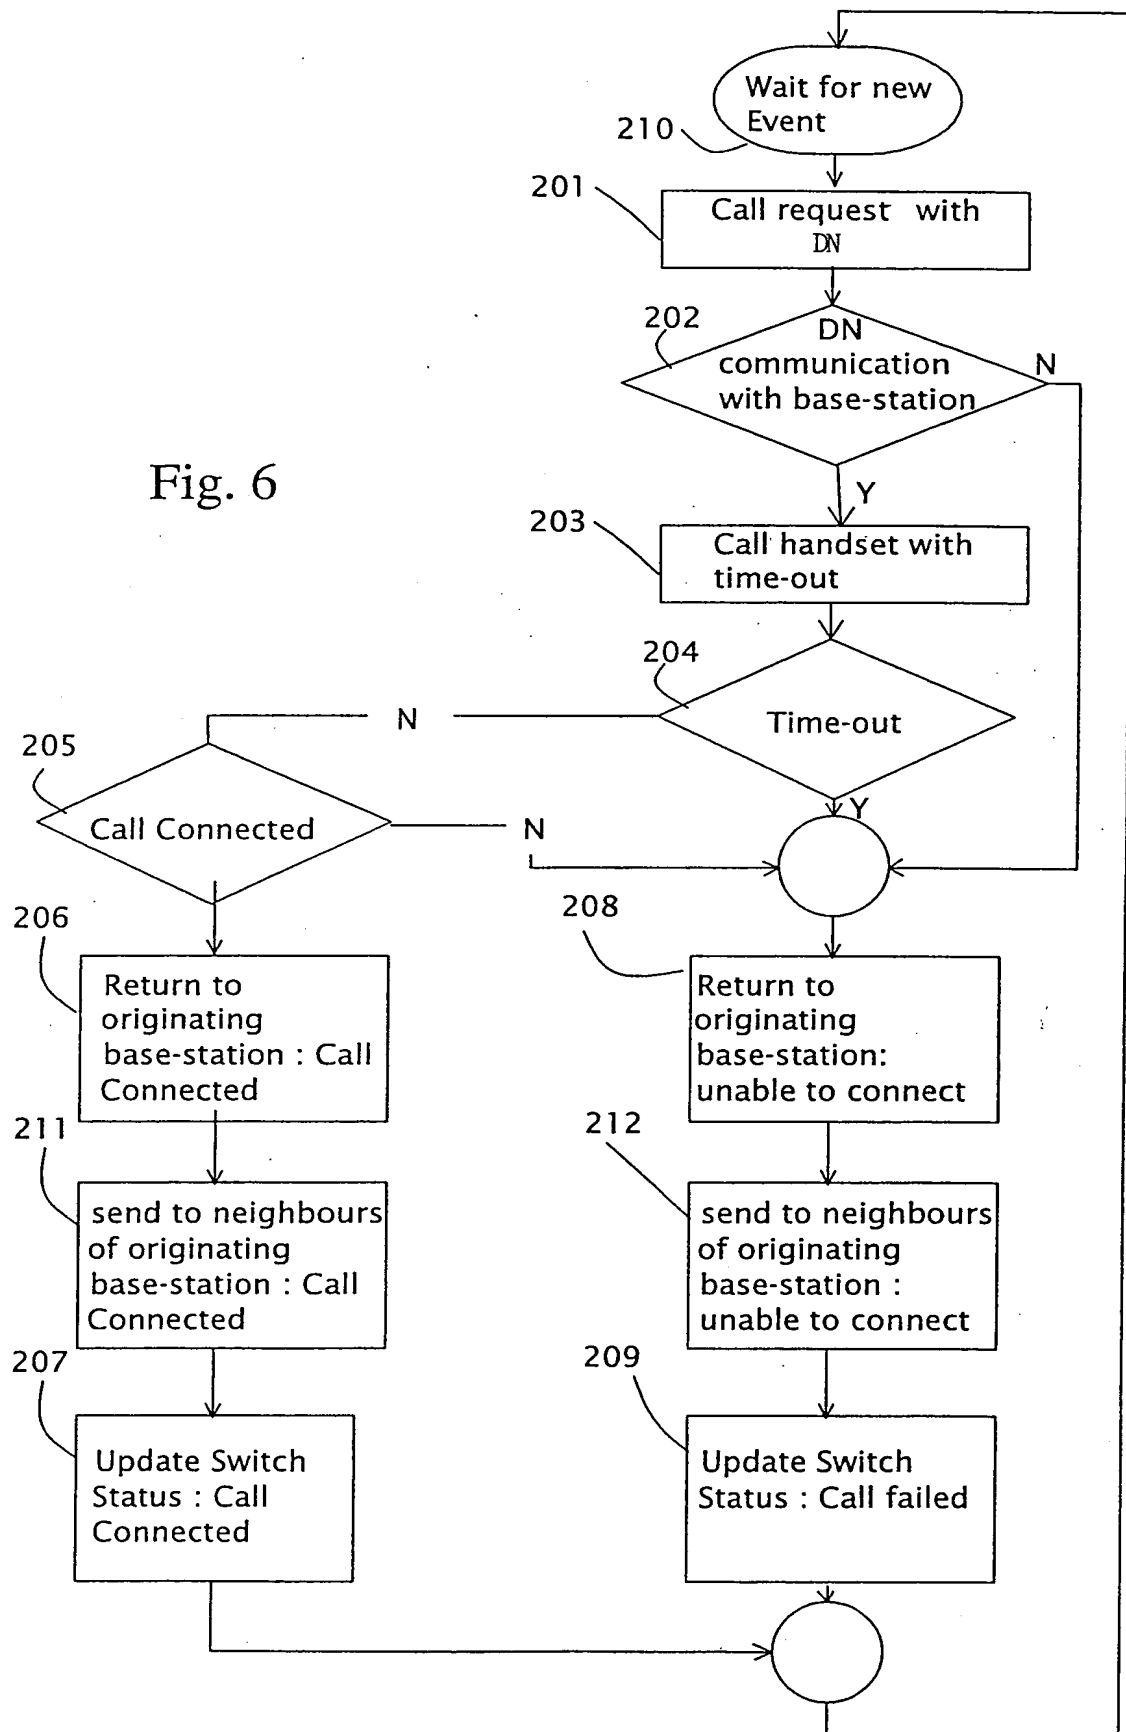 Wait for new
Event
210
201
Call request with
DN
202
DN
communication
with base-station
N
Fig. 6
Y
203
Call handset with
time-out
204
Time-out
N
205
Call Connected
N
Y
206
Return to
originating
base-station : Call
Connected
208
Return to
originating
base-station:
unable to connect
211
send to neighbours
of originating
base-station : Call
Connected
212
send to neighbours
of originating
base-station :
unable to connect
207
Update Switch
Status : Call
Connected
209
Update Switch
Status : Call failed